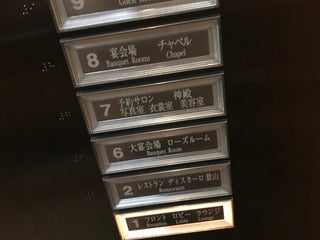 9
Guest
8 宴会場 チャペル
Banquet Rooms Chapel
7 予約サロン 神殿
写真室 衣裳室 美容室
6 大宴会場 ローズルーム
Banquet Room
2 レストラン ディスカーロ 葉山
Restaurants
1 フロント ロビー ラウンジ
Reception Lobby Lounge